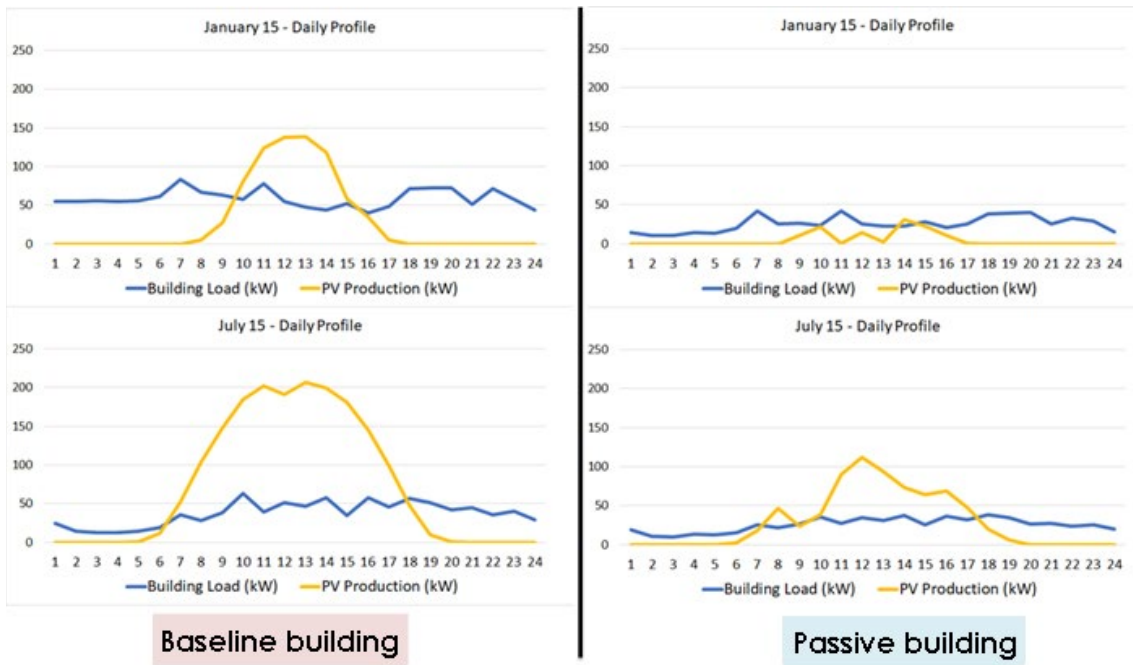 January 15 - Daily Profile
250
200
150
100
50
0
1 2 3 4 5 6 7 8 9 10 11 12 13 14 15 16 17 18 19 20 21 22 23 24
Building Load (kW) PV Production (kW)
July 15 - Daily Profile
250
200
150
100
50
0
1 2 3 4 5 6 7 8 9 10 11 12 13 14 15 16 17 18 19 20 21 22 23 24
Building Load (kW) PV Production (kW)
Baseline building
January 15 - Daily Profile
250
200
150
100
50
0
1 2 3 4 5 6 7 8 9 10 11 12 13 14 15 16 17 18 19 20 21 22 23 24
Building Load (kW) PV Production (kW)
July 15 - Daily Profile
250
200
150
100
50
0
1 2 3 4 5 6 7 8 9 10 11 12 13 14 15 16 17 18 19 20 21 22 23 24
Building Load (kW) PV Production (kW)
Passive building